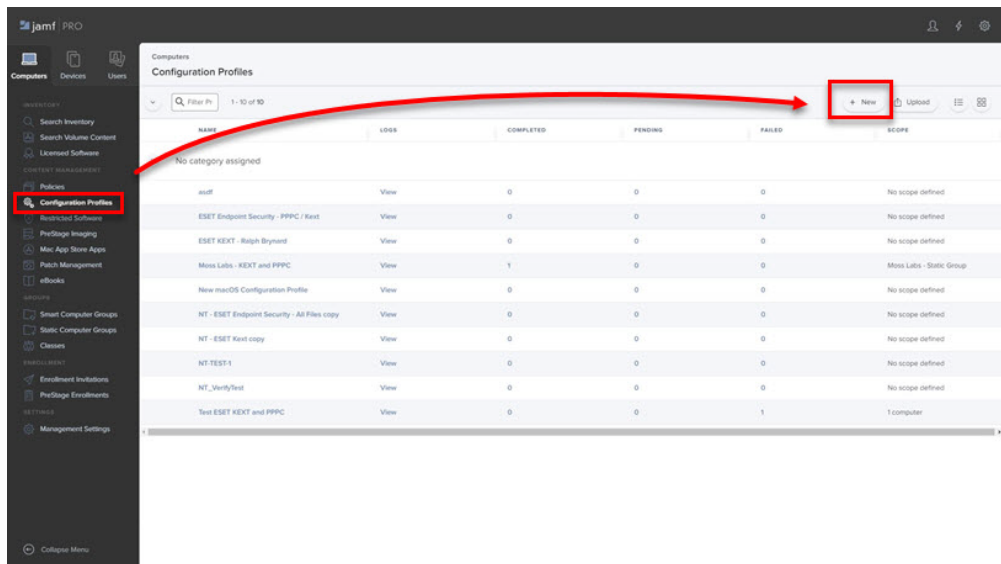 jamf PRO
Computers Devices Users
Computers
Configuration Profiles
Filter Pr 1 - 10 of 10 + New Upload
INVENTORY
Search Inventory
Search Volume Content
Licensed Software
CONTENT MANAGEMENT
Policies
Configuration Profiles
Restricted Software
PreStage Imaging
Mac App Store Apps
Patch Management
eBooks
GROUPS
Smart Computer Groups
Static Computer Groups
Classes
ENROLLMENT
Enrollment Invitations
PreStage Enrollments
SETTINGS
Management Settings
Collapse Menu
NAME LOGS COMPLETED PENDING FAILED SCOPE
No category assigned
asdf View 0 0 0 No scope defined
ESET Endpoint Security - PPPC / Kext View 0 0 0 No scope defined
ESET KEXT - Ralph Brynard View 0 0 0 No scope defined
Moss Labs - KEXT and PPPC View 1 0 0 Moss Labs - Static Group
New macOS Configuration Profile View 0 0 0 No scope defined
NT - ESET Endpoint Security - All Files copy View 0 0 0 No scope defined
NT - ESET Kext copy View 0 0 0 No scope defined
NT-TEST-1 View 0 0 0 No scope defined
NT_VerifyTest View 0 0 0 No scope defined
Test ESET KEXT and PPPC View 0 0 1 1 computer